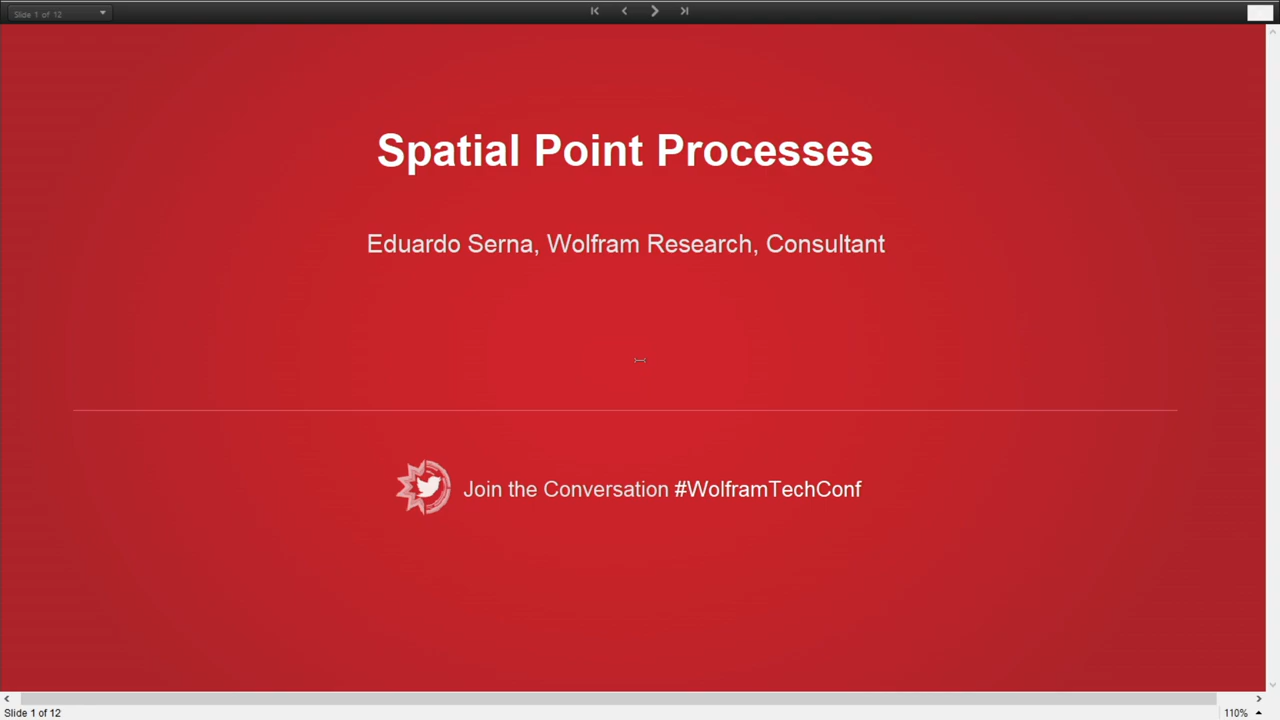 Slide 1 of 12
Spatial Point Processes
Eduardo Serna, Wolfram Research, Consultant
Join the Conversation #WolframTechConf
Slide 1 of 12
110%